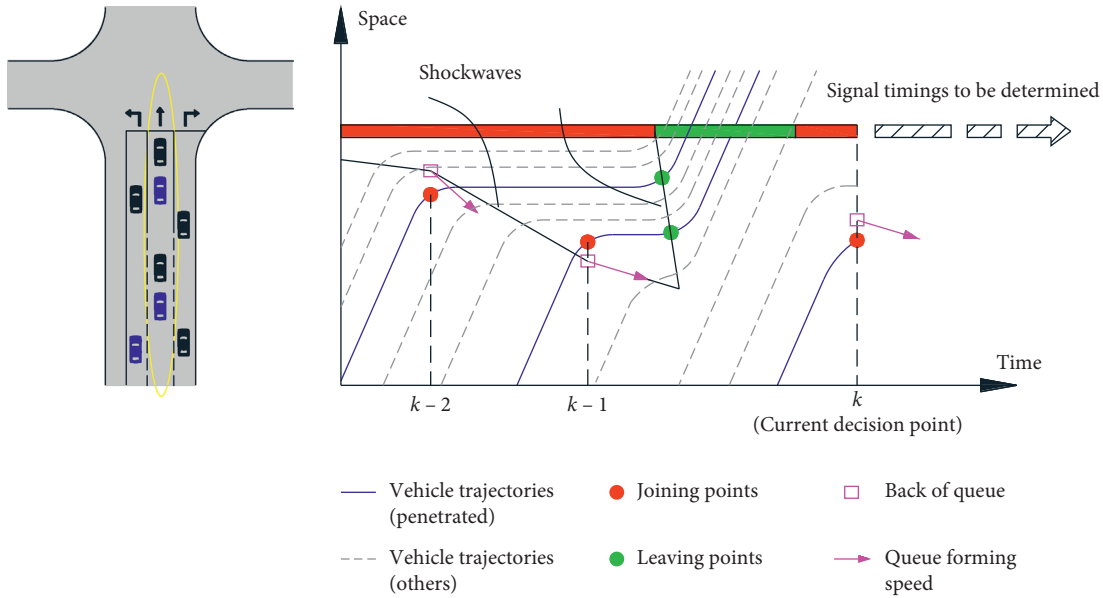 Space
Shockwaves
Signal timings to be determined
Time
k – 2
k – 1
k
(Current decision point)
Vehicle trajectories
(penetrated)
Joining points
Back of queue
Vehicle trajectories
(others)
Leaving points
Queue forming
speed